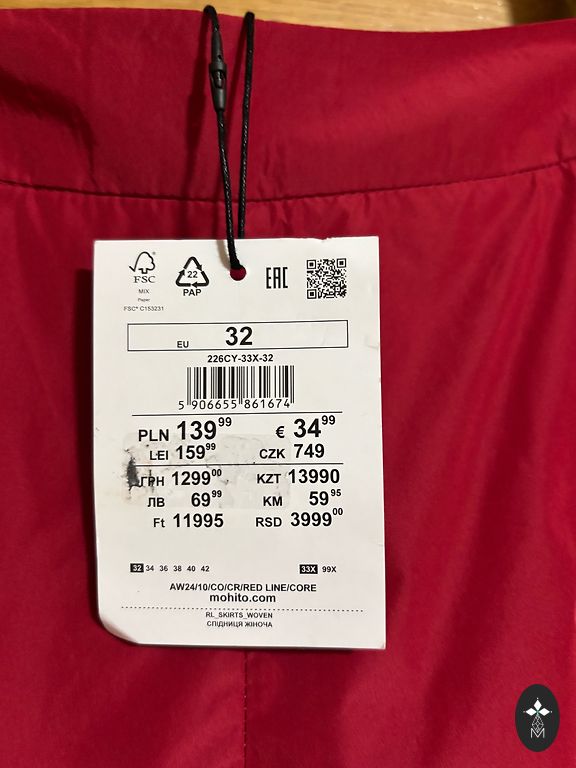 FSC
MIX
Paper
FSC® C153231
22
PAP
EAC
EU 32
226CY-33X-32
5 906655 861674
PLN 139 99 € 34 99
LEI 159 99 CZK 749
ГРН 1299 00 KZT 13990
ЛВ 69 99 KM 59 95
Ft 11995 RSD 3999 00
32 34 36 38 40 42 33X 99X
AW24/10/CO/CR/RED LINE/CORE
mohito.com
RL_SKIRTS_WOVEN
СПІДНИЦЯ ЖІНОЧА
M